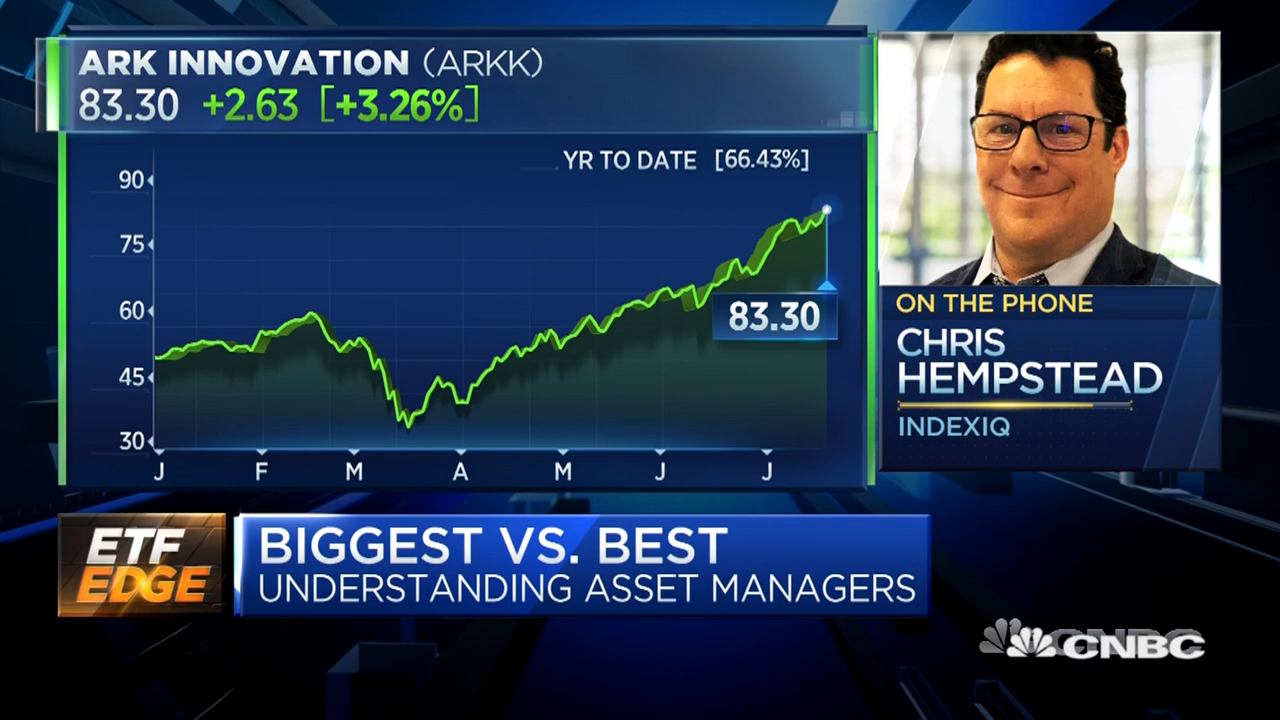 ARK INNOVATION (ARKK)
83.30 +2.63 [+3.26%]
YR TO DATE [66.43%]
90
75
60
45
30
83.30
J F M A M J J
ON THE PHONE
CHRIS
HEMPSTEAD
INDEXIQ
ETF
EDGE
BIGGEST VS. BEST
UNDERSTANDING ASSET MANAGERS
CNBC